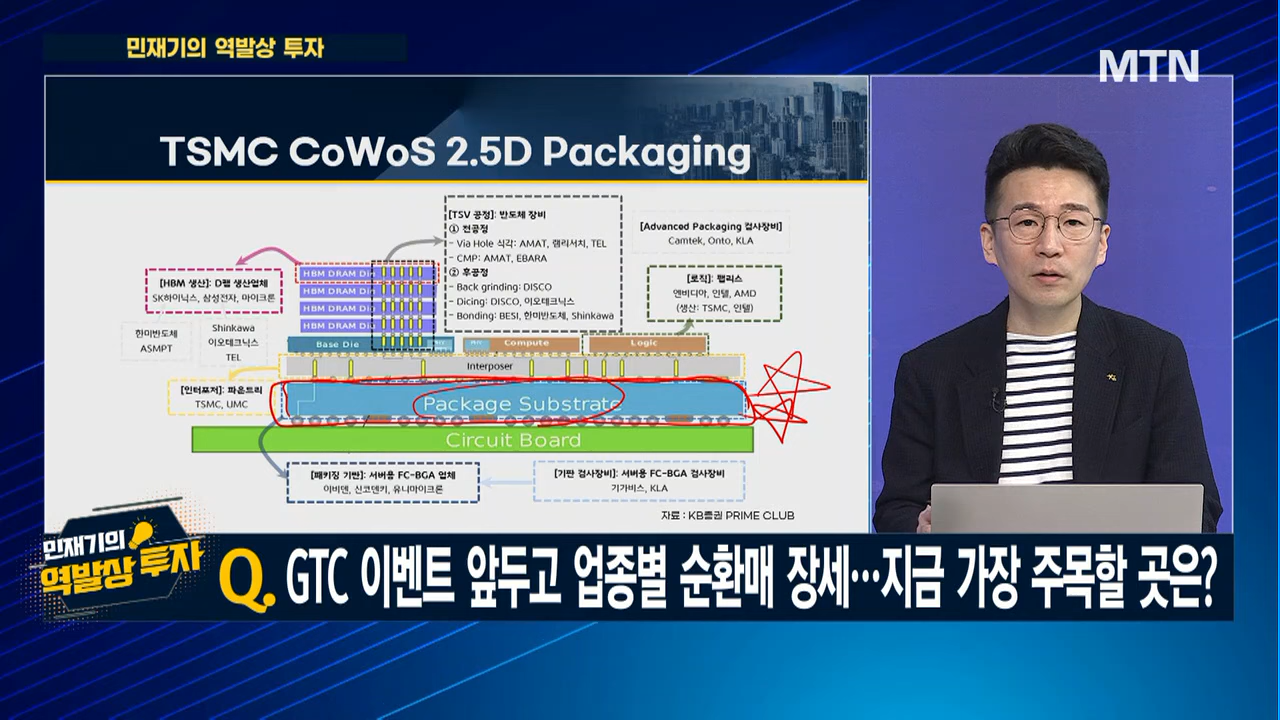 민재기의 역발상 투자
MTN
TSMC CoWoS 2.5D Packaging
[TSV 공정]: 반도체 장비
① 전공정
- Via Hole 식각: AMAT, 램리서치, TEL
- CMP: AMAT, EBARA
② 후공정
- Back grinding: DISCO
- Dicing: DISCO, 이오테크닉스
- Bonding: BESI, 한미반도체, Shinkawa
[Advanced Packaging 검사장비]
Camtek, Onto, KLA
[HBM 생산]: D램 생산업체
SK하이닉스, 삼성전자, 마이크론
HBM DRAM Die
HBM DRAM Die
HBM DRAM Die
HBM DRAM Die
[로직]: 팹리스
엔비디아, 인텔, AMD
(생산: TSMC, 인텔)
한미반도체
ASMPT
Shinkawa
이오테크닉스
TEL
Base Die
Compute
Logic
Interposer
[인터포저]: 파운드리
TSMC, UMC
Package Substrate
Circuit Board
[패키징 기판]: 서버용 FC-BGA 업체
이비덴, 신코덴키, 유니마이크론
[기판 검사장비]: 서버용 FC-BGA 검사장비
기가비스, KLA
자료 : KB증권 PRIME CLUB
민재기의
역발상 투자
Q. GTC 이벤트 앞두고 업종별 순환매 장세…지금 가장 주목할 곳은?